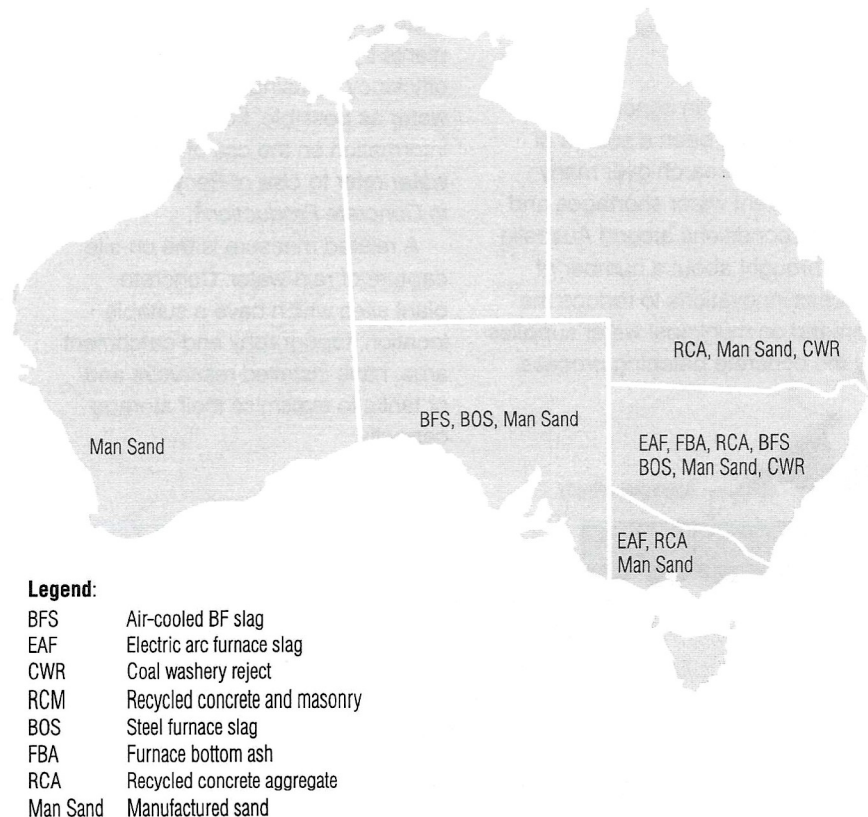 RCA, Man Sand, CWR
BFS, BOS, Man Sand
Man Sand
EAF, FBA, RCA, BFS
BOS, Man Sand, CWR
EAF, RCA
Man Sand
Legend:
BFS Air-cooled BF slag
EAF Electric arc furnace slag
CWR Coal washery reject
RCM Recycled concrete and masonry
BOS Steel furnace slag
FBA Furnace bottom ash
RCA Recycled concrete aggregate
Man Sand Manufactured sand